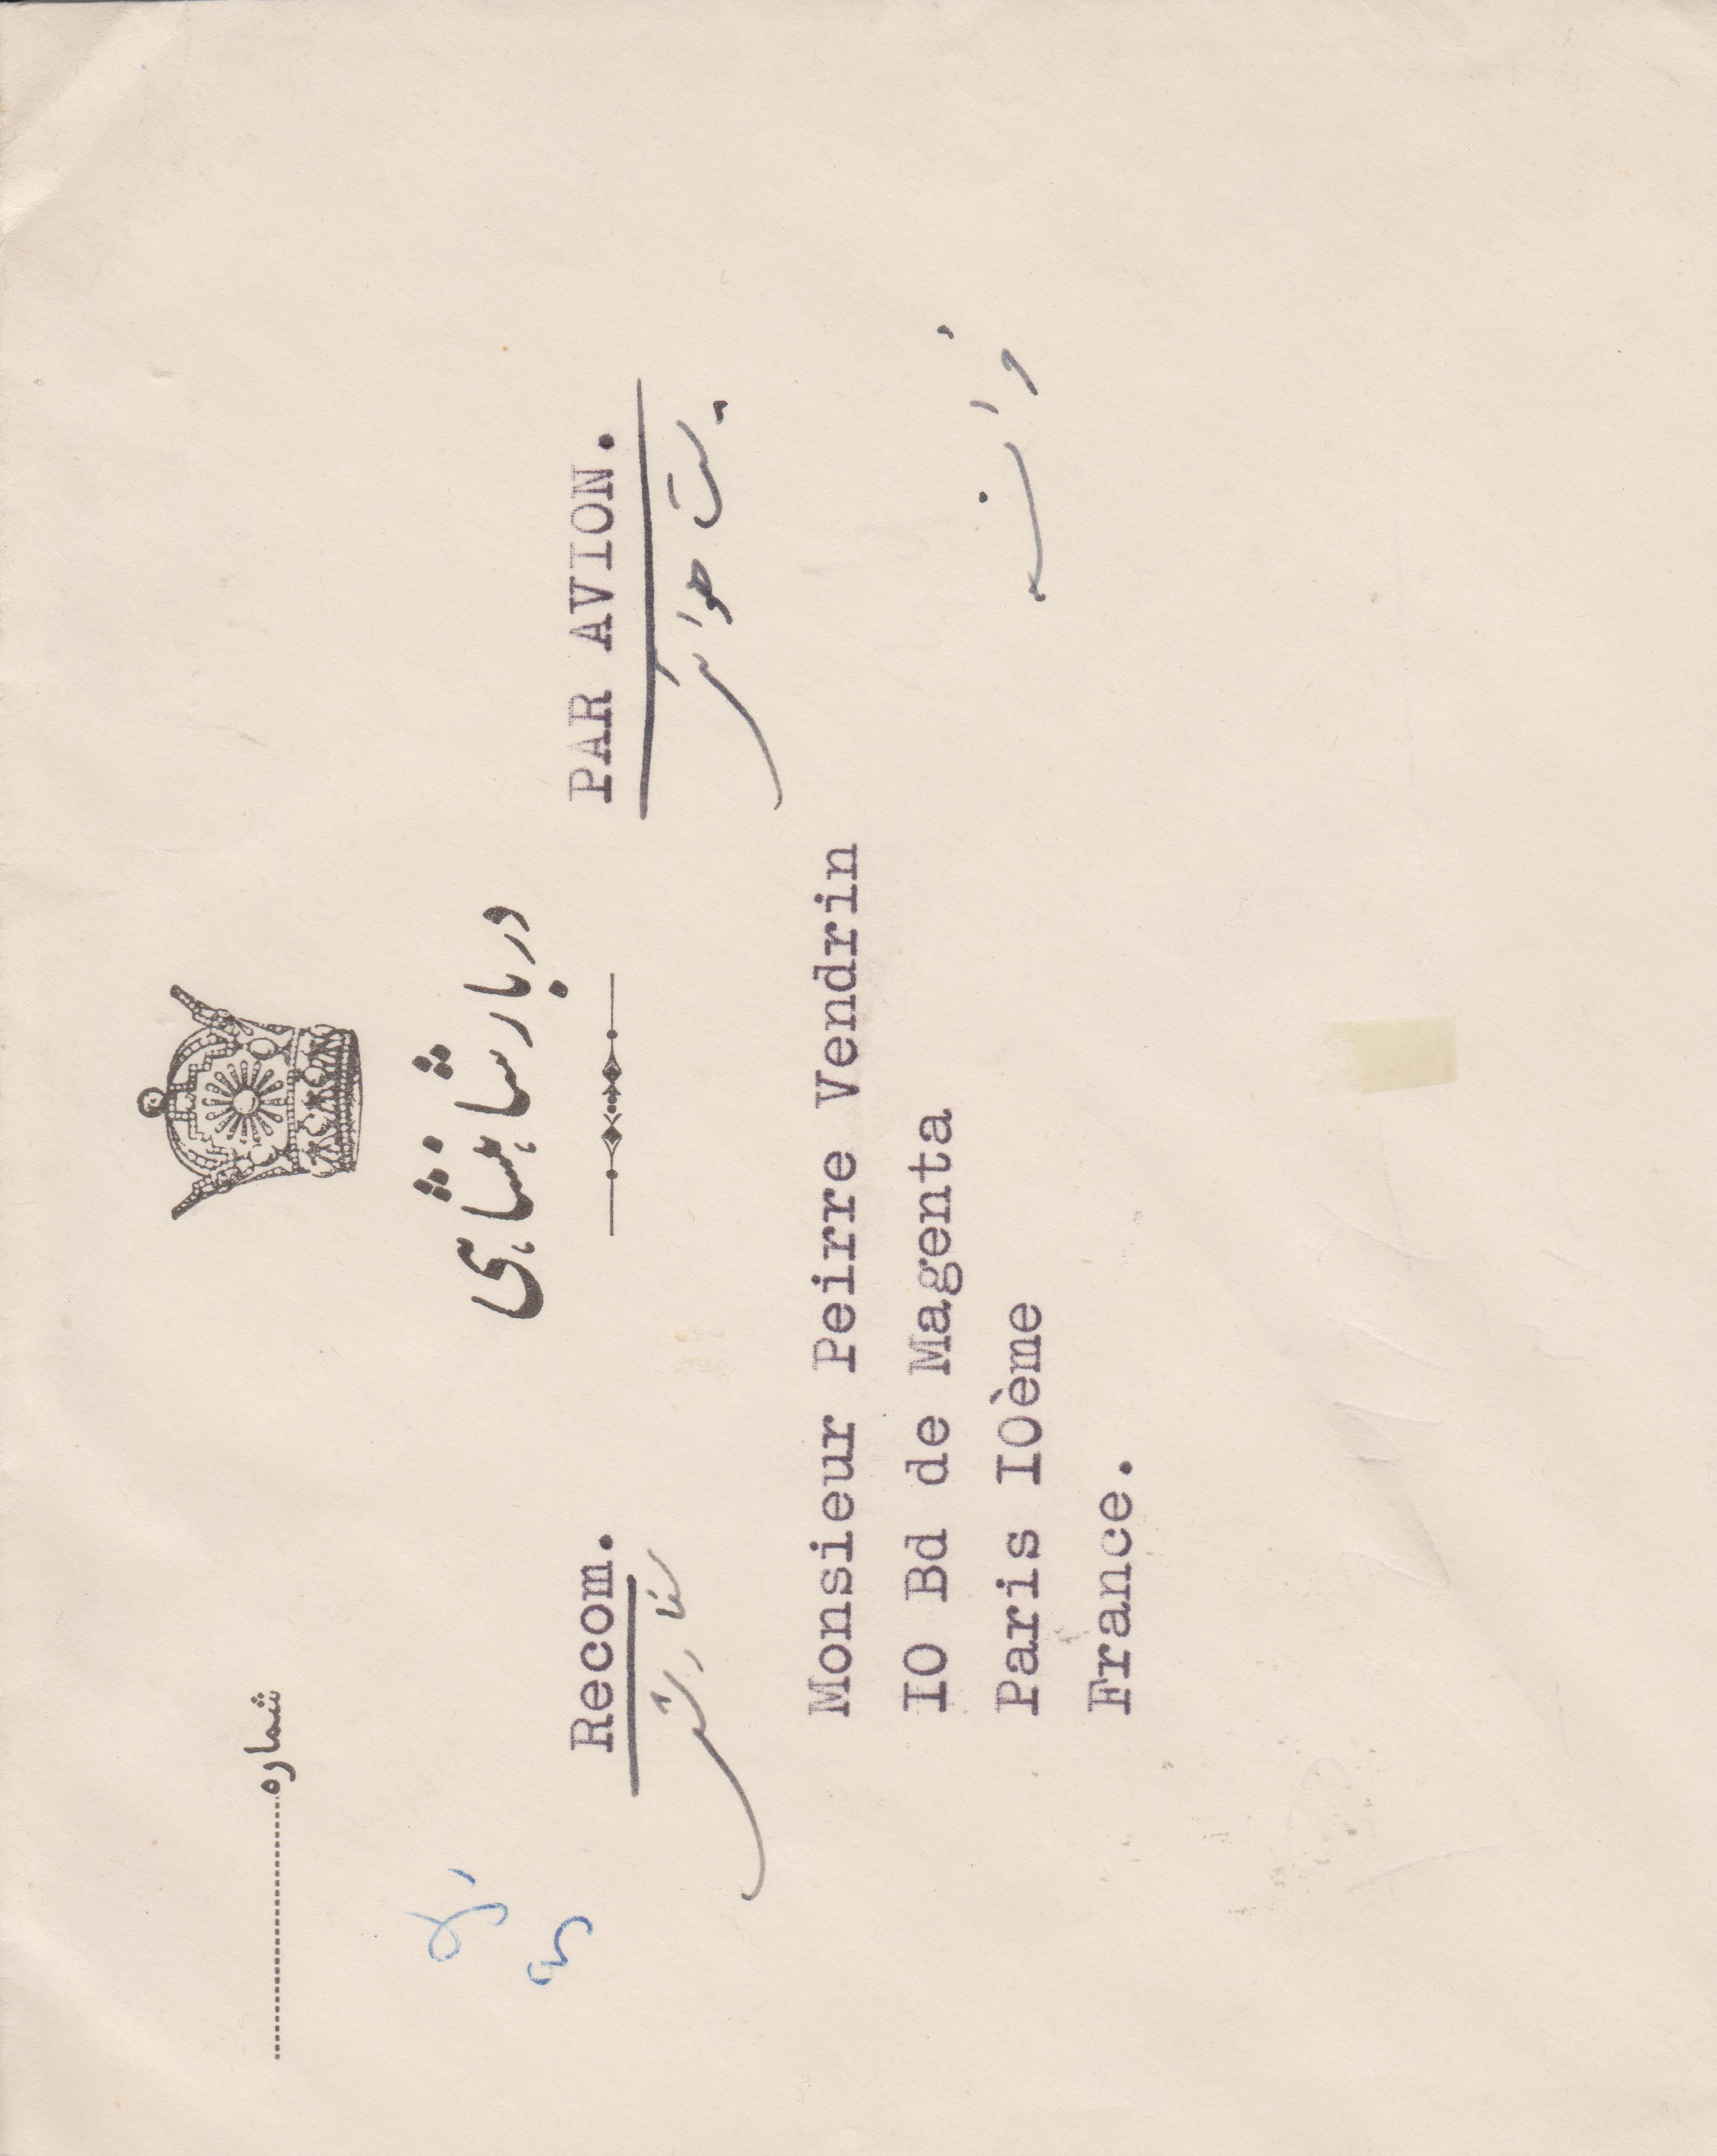 شماره
دربار شاهنشاهی
Recom.
PAR AVION.
سفارشی
پست هوائی
Monsieur Peirre Vendrin
IO Bd de Magenta
فرانسه
Paris IOème
France.